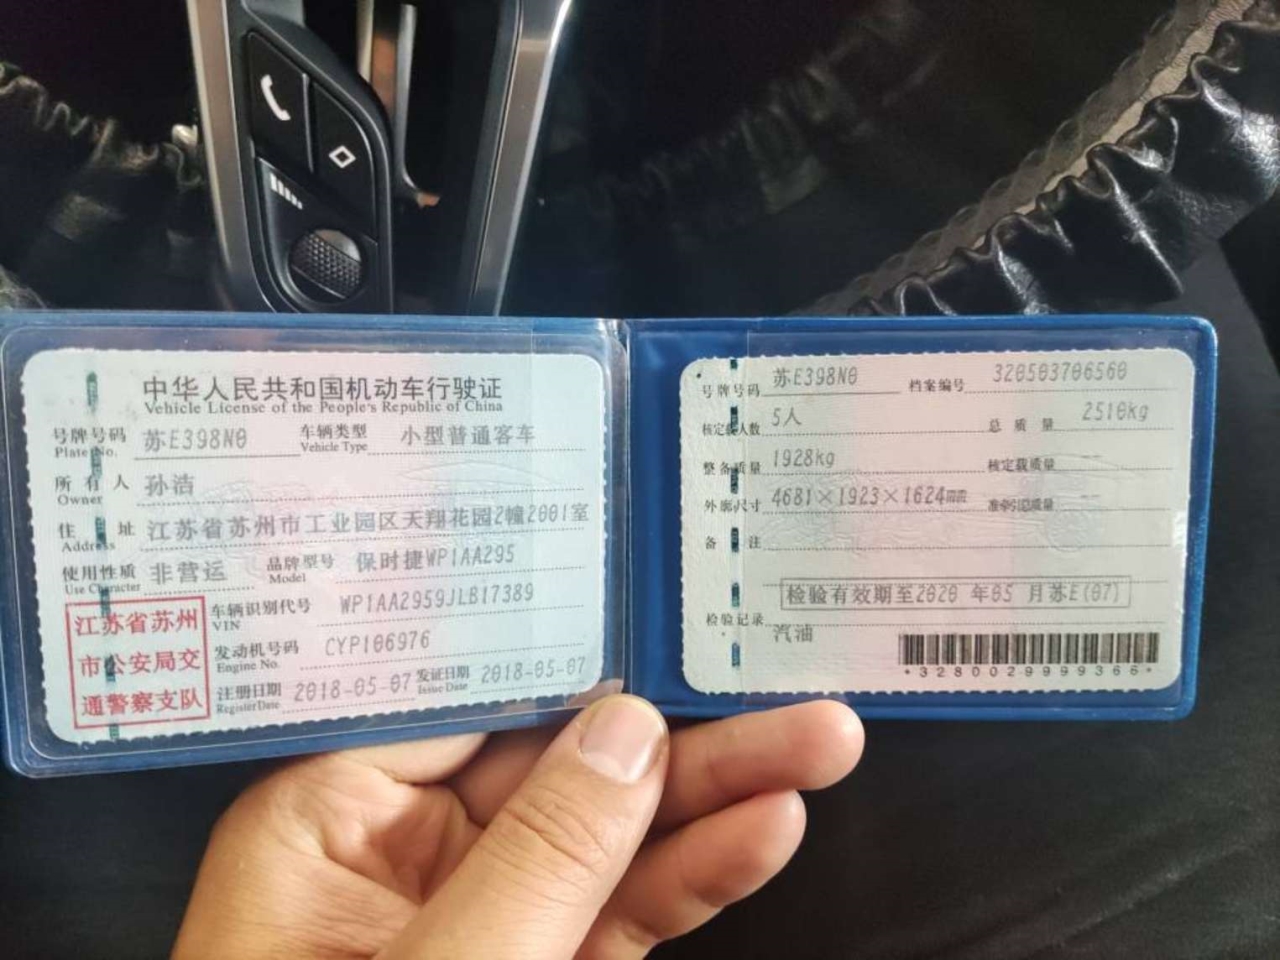 中华人民共和国机动车行驶证
Vehicle License of the People's Republic of China
号牌号码 苏E398N0 车辆类型 小型普通客车
Plate No. Vehicle Type
所有人 孙浩
Owner
住址 江苏省苏州市工业园区天翔花园2幢2001室
Address
使用性质 非营运 品牌型号 保时捷WP1AA295
Use Character Model
江苏省苏州
市公安局交
通警察支队
车辆识别代号 WP1AA2959JLB17389
VIN
发动机号码 CYP106976
Engine No.
注册日期 2018-05-07 发证日期 2018-05-07
Register Date Issue Date
号牌号码 苏E398N0 档案编号 320503706560
核定载人数 5人 总质量 2510kg
整备质量 1928kg 核定载质量 --
外廓尺寸 4681×1923×1624mm 准牵引总质量 --
备注
检验有效期至2020 年05 月苏E(07)
检验记录
汽油
*3280029999366*